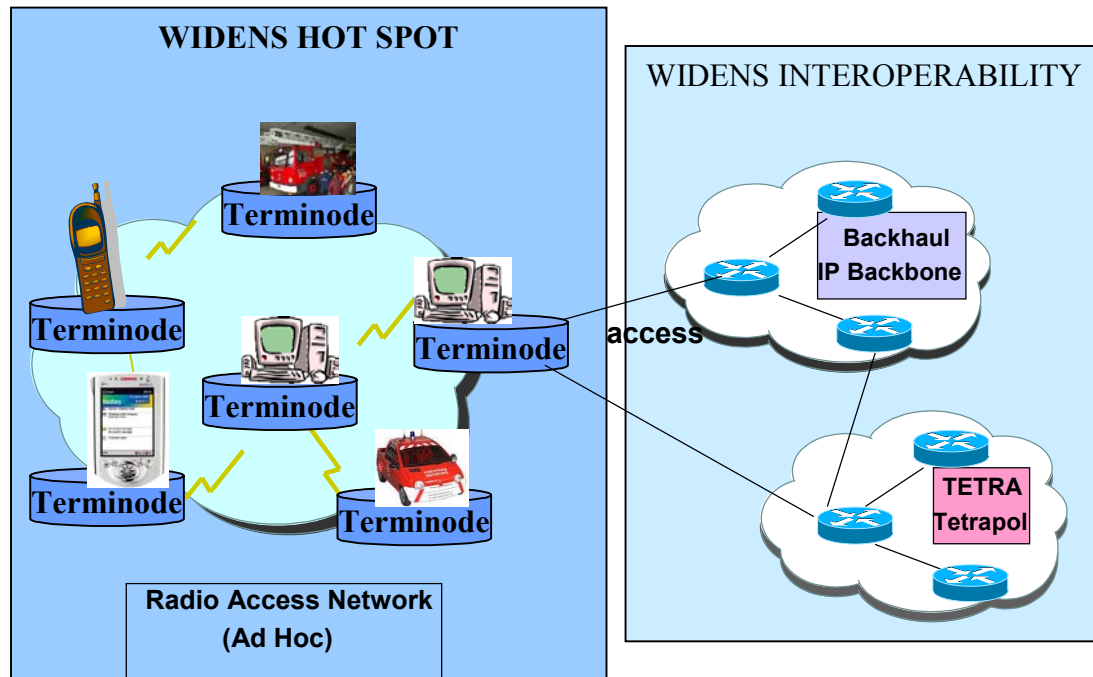 WIDENS HOT SPOT
Terminode
Terminode
Terminode
Terminode
Terminode
Terminode
Radio Access Network
(Ad Hoc)
access
WIDENS INTEROPERABILITY
Backhaul
IP Backbone
TETRA
Tetrapol